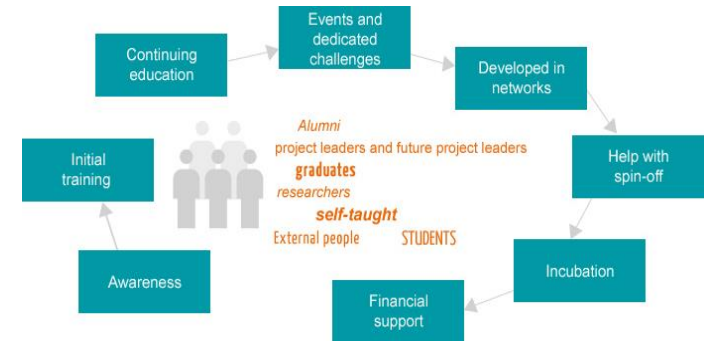 Events and
dedicated
challenges
Continuing
education
Developed in
networks
Alumni
project leaders and future project leaders
graduates
researchers
self-taught
External people STUDENTS
Initial
training
Help with
spin-off
Awareness
Incubation
Financial
support